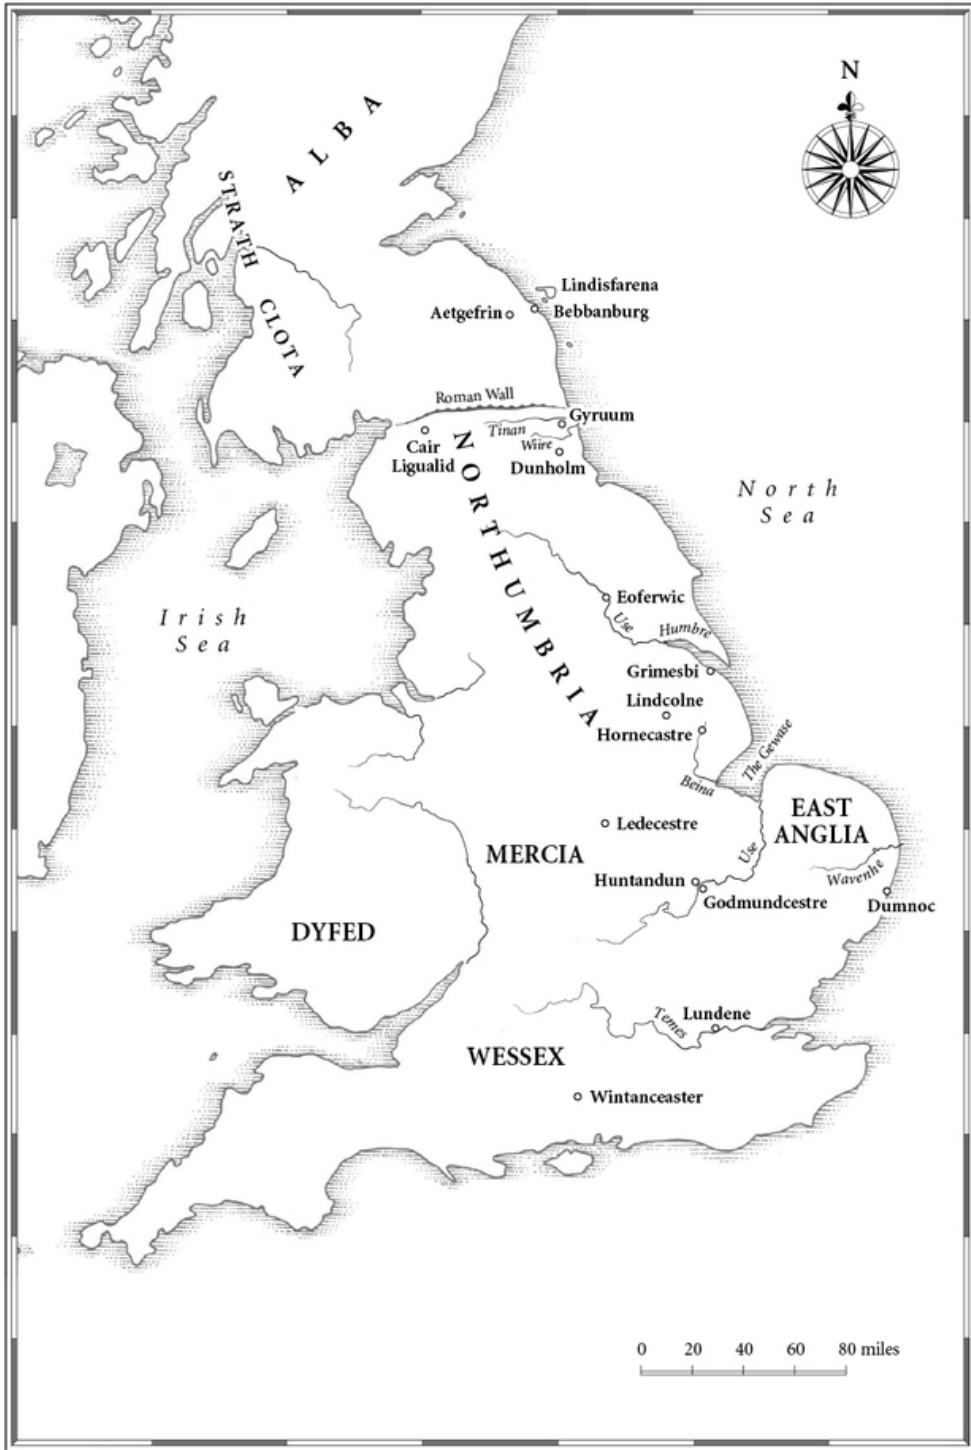 N
ALBA
STRATH
CLOTA
Lindisfarena
Aetgefrin
Bebbanburg
Roman Wall
Gyruum
Tinan
Cair
Ligualid
Wiire
Dunholm
NORTHUMBRIA
North
Sea
Irish
Sea
Eoferwic
Use
Humbre
Grimesbi
Lindcolne
Hornecastre
The Gewæsc
Beina
EAST
ANGLIA
Ledecestre
MERCIA
Use
Wavenhe
Huntandun
Godmundcestre
Dumnoc
DYFED
Temes
Lundene
WESSEX
Wintanceaster
0 20 40 60 80 miles